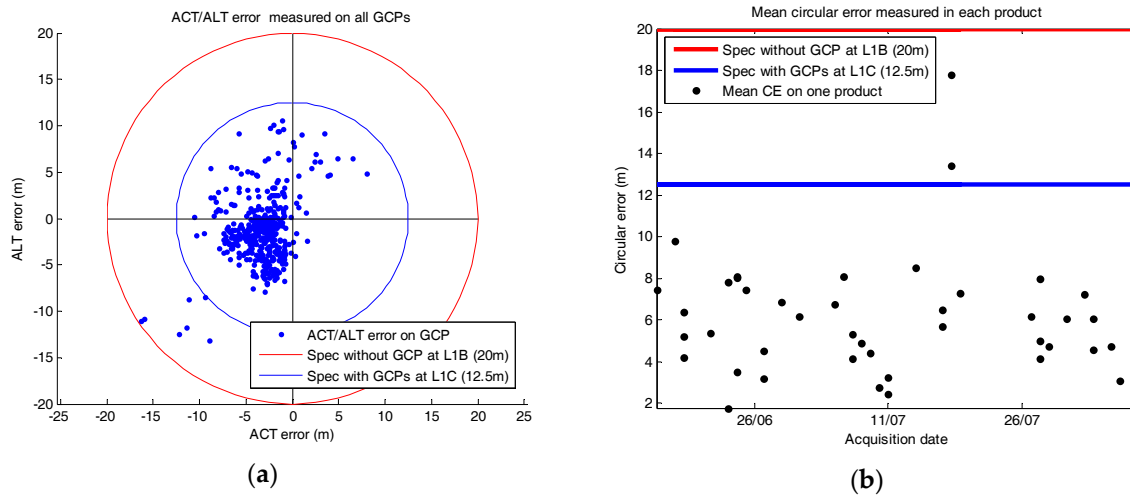 ACT/ALT error  measured on all GCPs
20
15
10
5
0
-5
-10
-15
-20
ALT error (m)
-25 -20 -15 -10 -5 0 5 10 15 20 25
ACT error (m)
ACT/ALT error on GCP
Spec without GCP at L1B (20m)
Spec with GCPs at L1C (12.5m)
(a)
Mean circular error measured in each product
20
18
16
14
12
10
8
6
4
2
Circular error (m)
Spec without GCP at L1B (20m)
Spec with GCPs at L1C (12.5m)
Mean CE on one product
26/06 11/07 26/07
Acquisition date
(b)